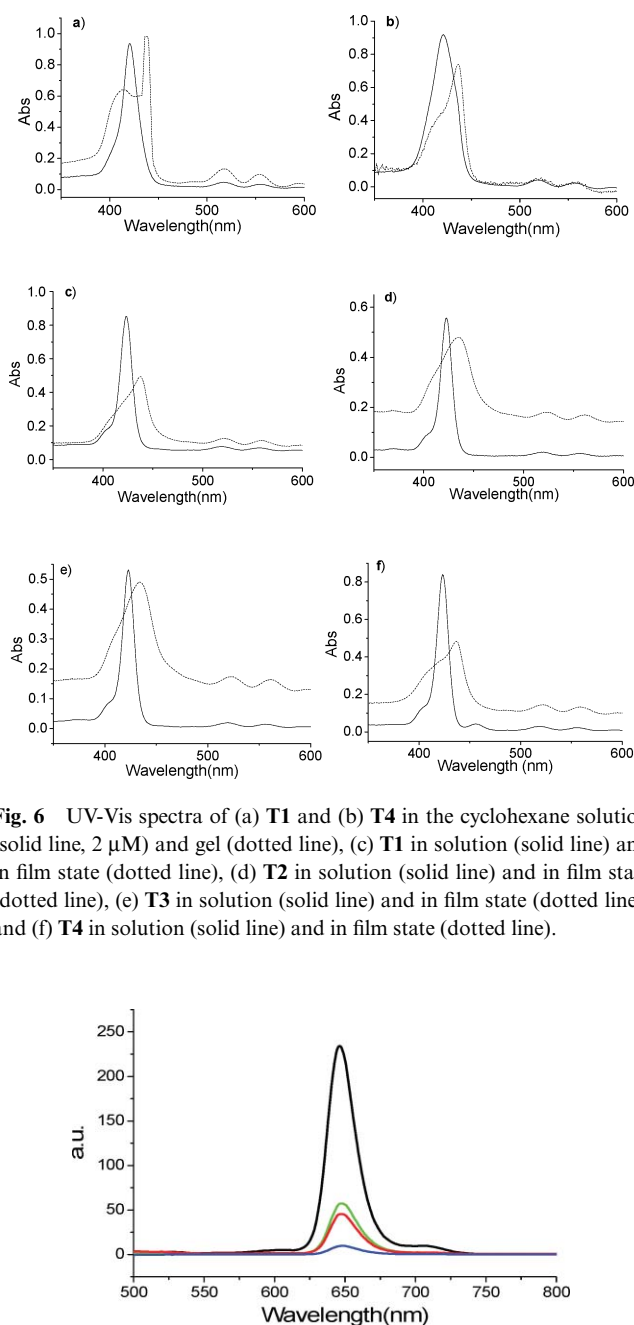 a)
1.0
0.8
0.6
0.4
0.2
0.0
Abs
400 500 600
Wavelength(nm)
b)
1.0
0.8
0.6
0.4
0.2
0.0
Abs
400 500 600
Wavelength(nm)
c)
1.0
0.8
0.6
0.4
0.2
0.0
Abs
400 500 600
Wavelength(nm)
d)
0.6
0.4
0.2
0.0
Abs
400 500 600
Wavelength(nm)
e)
0.5
0.4
0.3
0.2
0.1
0.0
Abs
400 500 600
Wavelength(nm)
f)
0.8
0.6
0.4
0.2
0.0
Abs
400 500 600
Wavelength (nm)
ig. 6 UV-Vis spectra of (a) T1 and (b) T4 in the cyclohexane solutio
solid line, 2 μM) and gel (dotted line), (c) T1 in solution (solid line) an
n film state (dotted line), (d) T2 in solution (solid line) and in film stat
dotted line), (e) T3 in solution (solid line) and in film state (dotted line
nd (f) T4 in solution (solid line) and in film state (dotted line).
250
200
150
100
50
0
a.u.
500 550 600 650 700 750 800
Wavelength(nm)